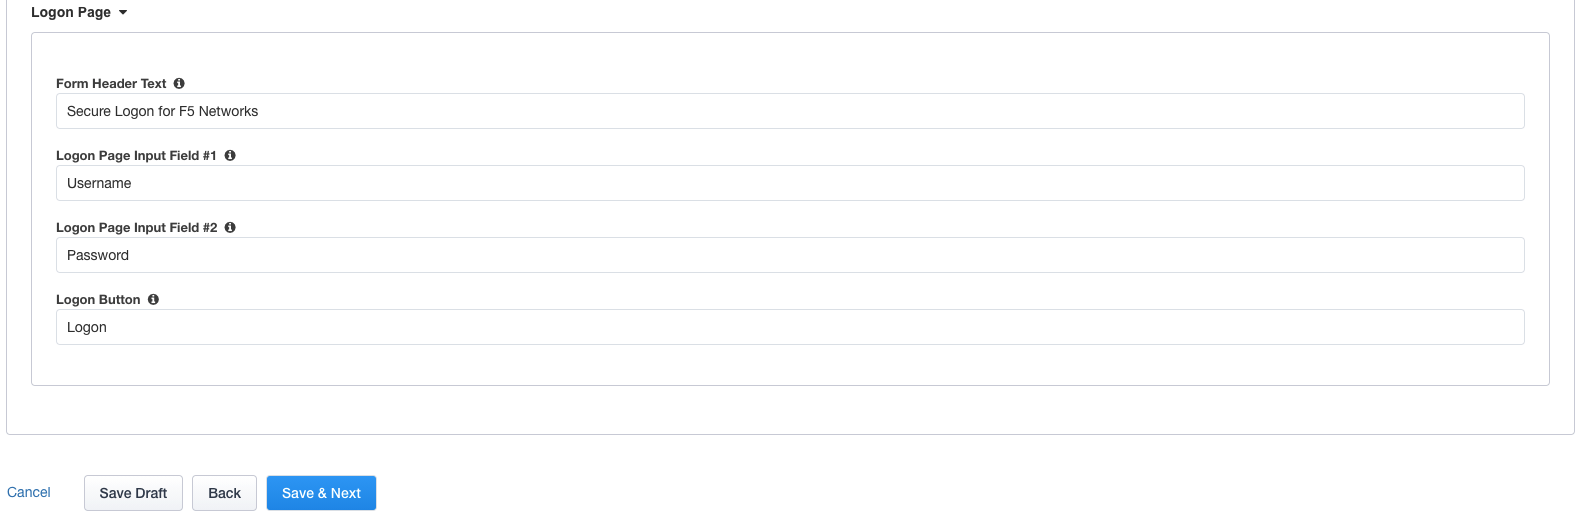 Logon Page
Form Header Text
Secure Logon for F5 Networks
Logon Page Input Field #1
Username
Logon Page Input Field #2
Password
Logon Button
Logon
Cancel Save Draft Back Save & Next